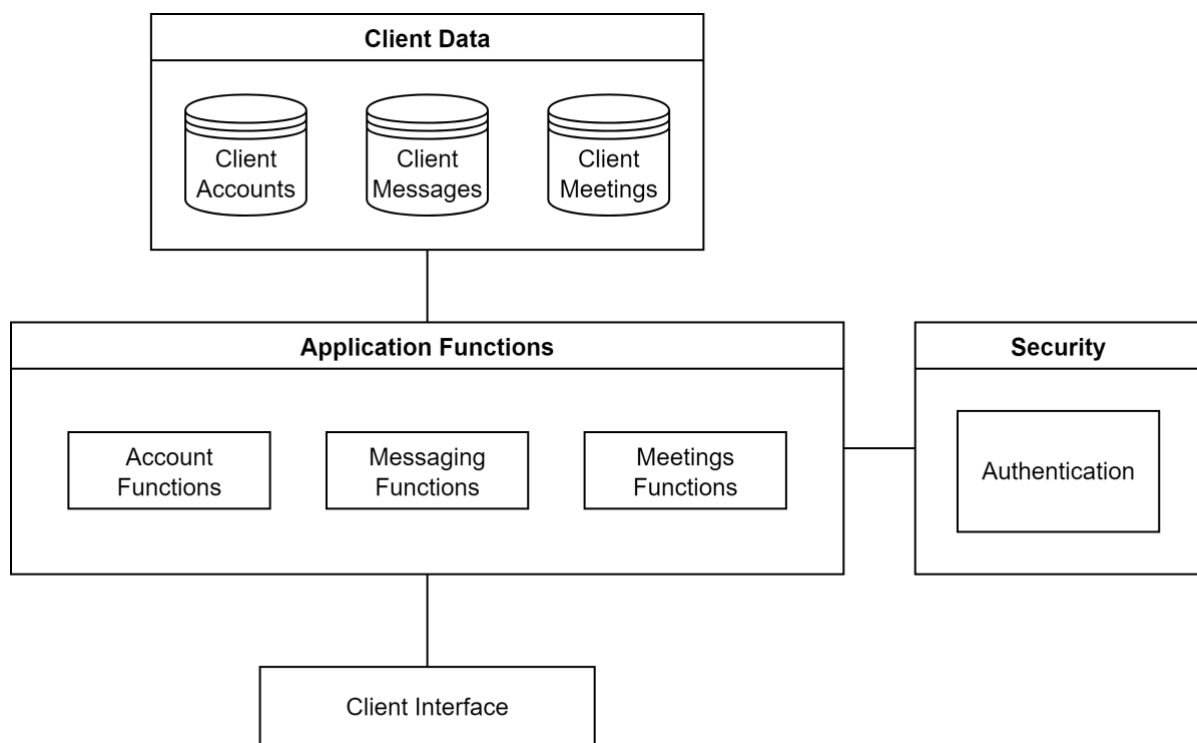 Client Data
Client
Accounts
Client
Messages
Client
Meetings
Application Functions
Security
Account
Functions
Messaging
Functions
Meetings
Functions
Authentication
Client Interface